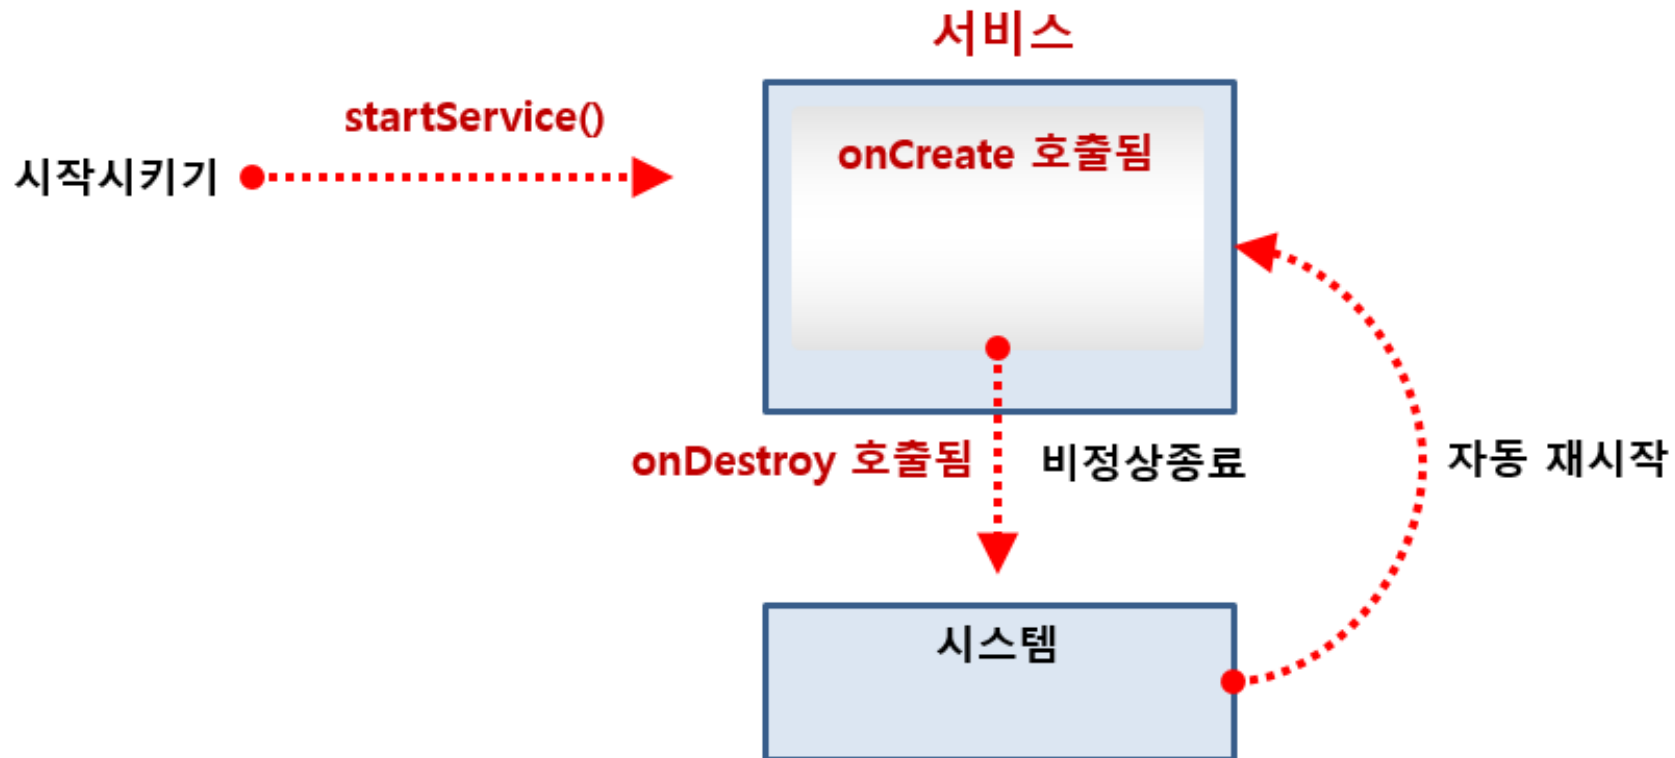 서비스
startService()
시작시키기
onCreate 호출됨
onDestroy 호출됨
비정상종료
자동 재시작
시스템